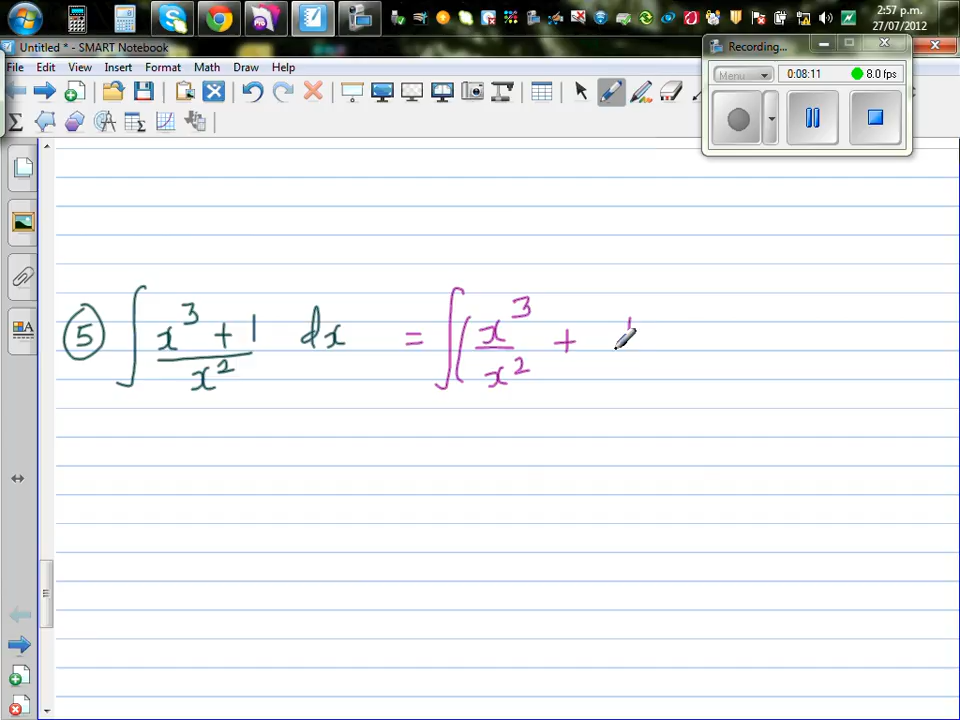 2:57 p.m.
27/07/2012
Untitled * - SMART Notebook
Recording...
File Edit View Insert Format Math Draw Help
Menu 0:08:11 8.0 fps
⑤ ∫ (x³ + 1)/x² dx = ∫( x³/x² + 1